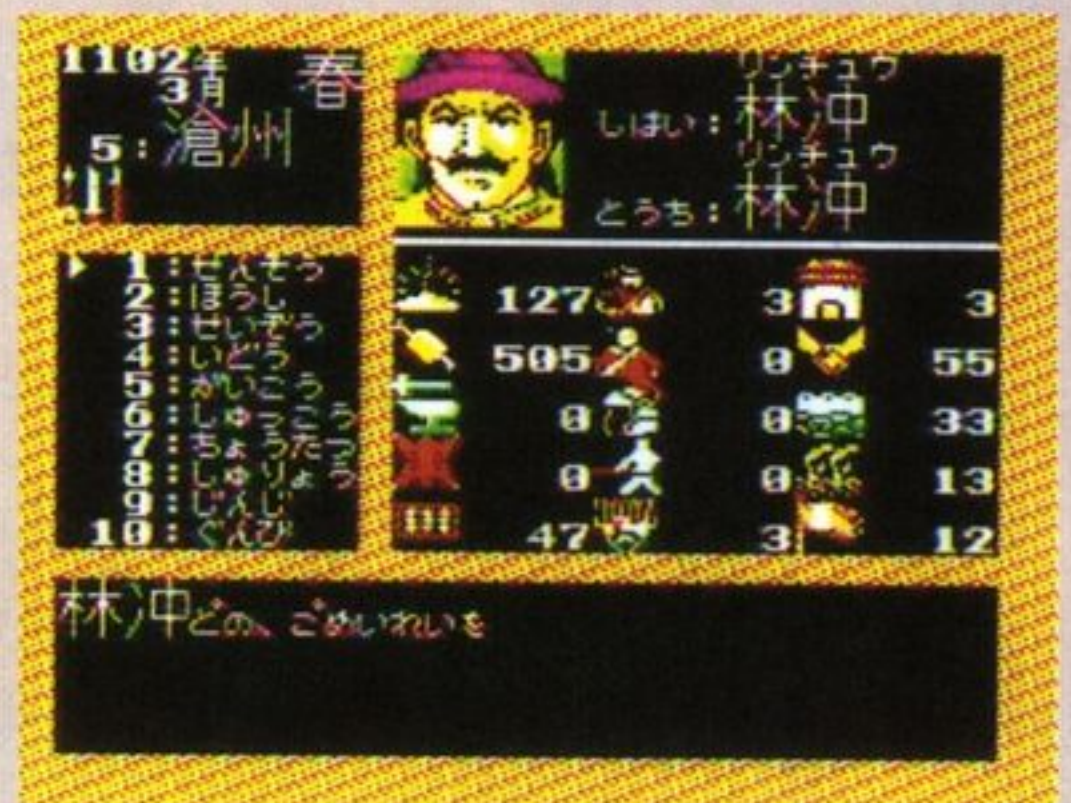 1102年 春
3月
5:滄州
リンチュウ
しはい:林冲
リンチュウ
とうち:林冲
1:せんそう
2:ほうし
3:せいぞう
4:いどう
5:がいこう
6:しゅっこう
7:ちょうたつ
8:しゅりょう
9:じんじ
10:ぐんび
127 3 3
505 0 55
0 0 33
0 0 13
47 3 12
林冲どの、ごめいれいを